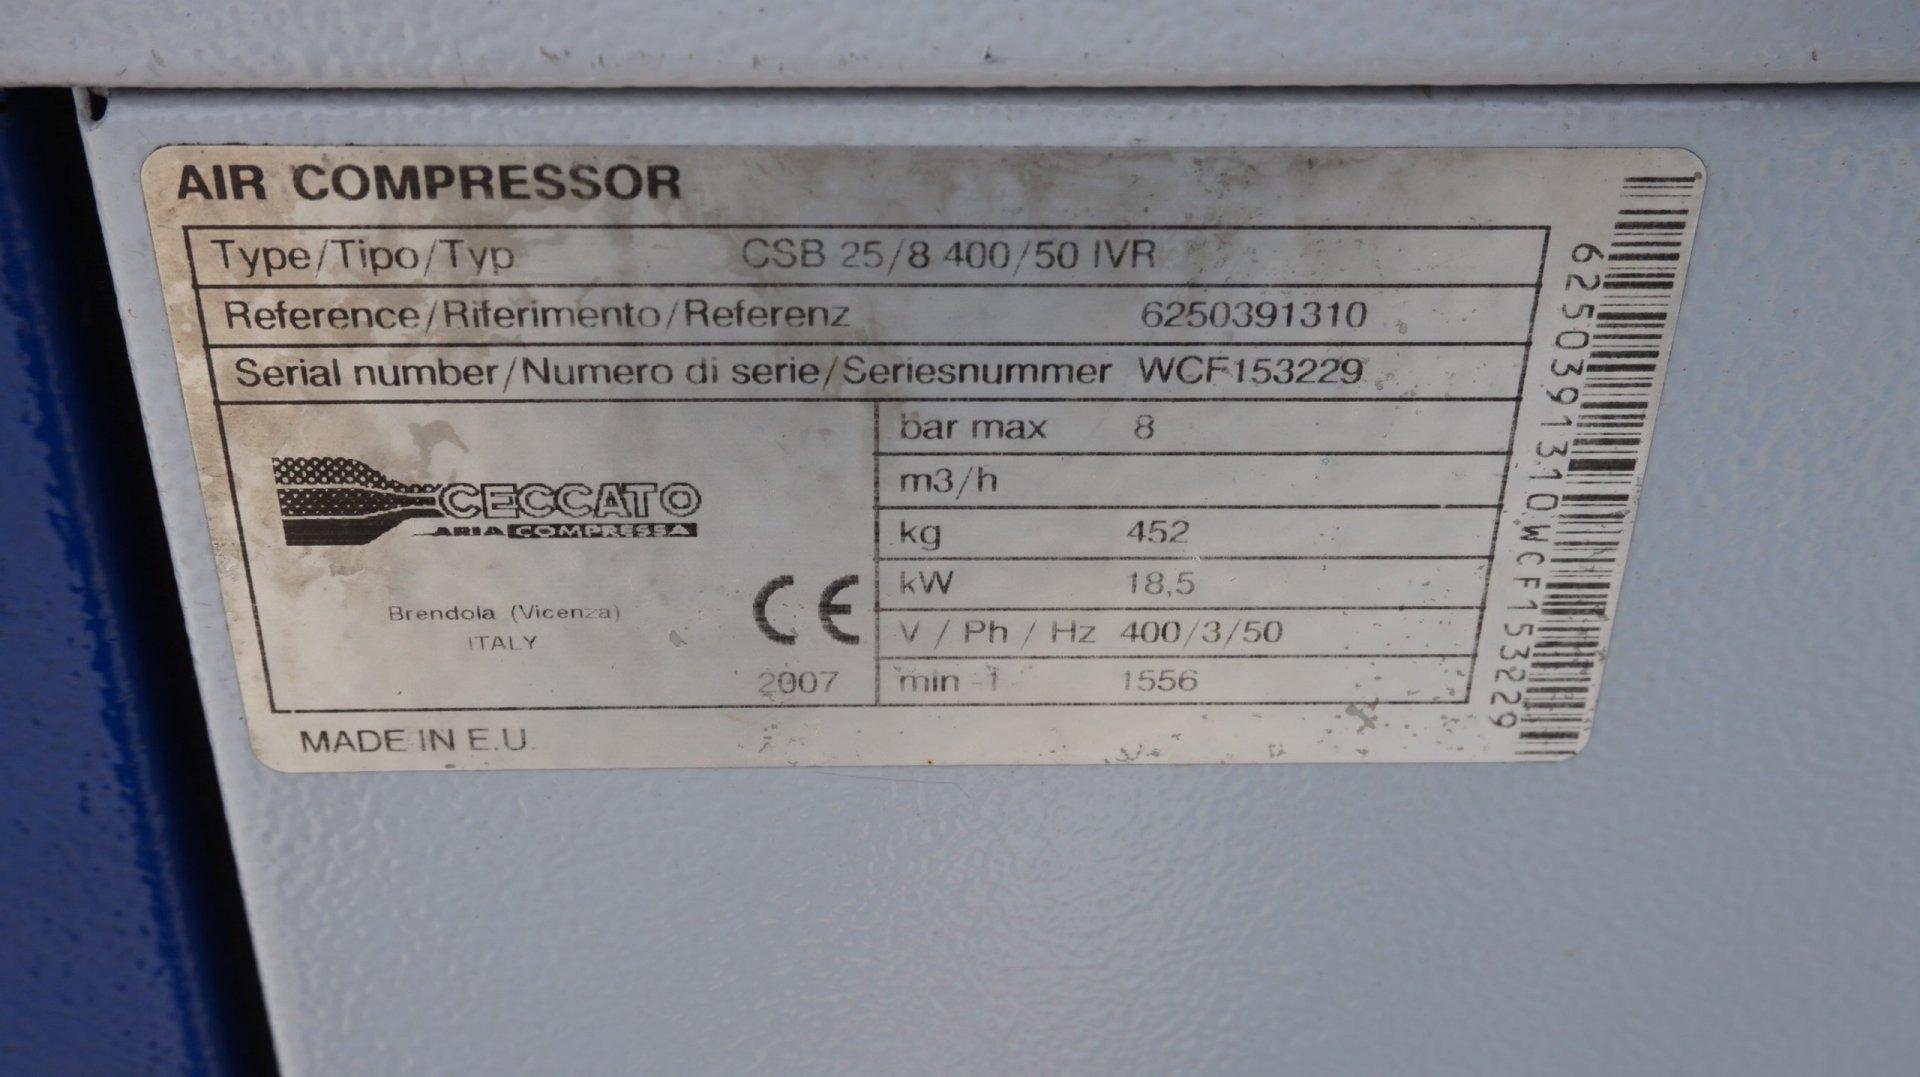 AIR COMPRESSOR
Type/Tipo/Typ CSB 25/8 400/50 IVR
Reference/Riferimento/Referenz 6250391310
Serial number/Numero di serie/Seriesnummer WCF153229
CECCATO
ARIA COMPRESSA
Brendola (Vicenza)
ITALY
CE
2007
bar max 8
m3/h
kg 452
kW 18,5
V / Ph / Hz 400/3/50
min -1 1556
MADE IN E.U.
6250391310WCF153229